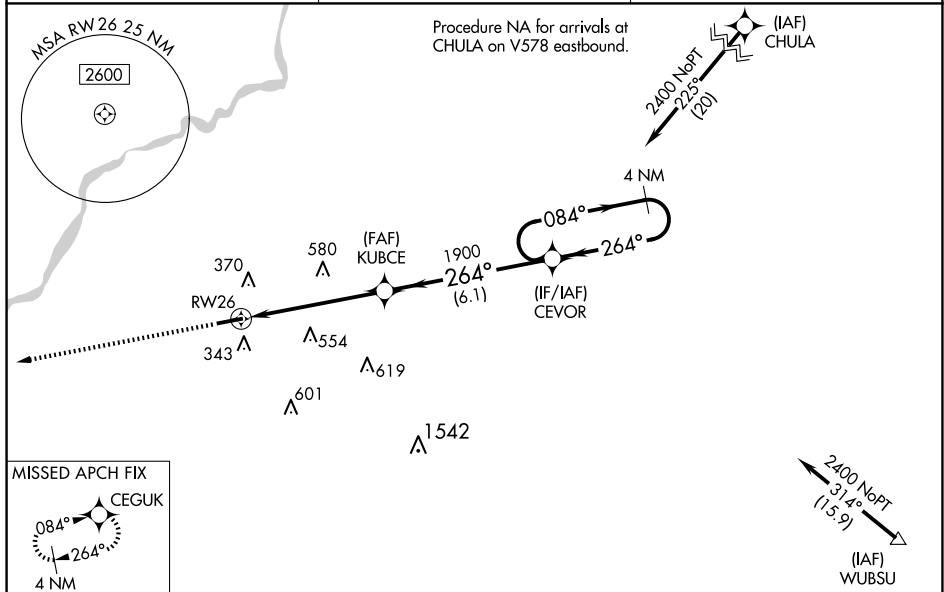 MSA RW26 25 NM
2600
Procedure NA for arrivals at
CHULA on V578 eastbound.
(IAF)
CHULA
2400 NoPT
225°
(20)
4 NM
084°
264°
(FAF)
KUBCE
1900
264°
(6.1)
(IF/IAF)
CEVOR
370
580
RW26
343
554
619
601
1542
MISSED APCH FIX
CEGUK
084°
264°
4 NM
2400 NoPT
314°
(15.9)
(IAF)
WUBSU